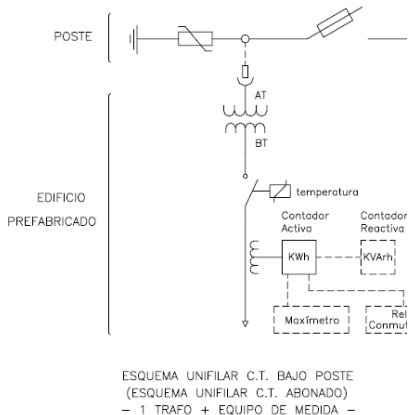 POSTE
AT
BT
EDIFICIO
PREFABRICADO
temperatura
Contador
Activa
Contador
Reactiva
KWh
KVArh
Maxímetro
Rel
Conmut
ESQUEMA UNIFILAR C.T. BAJO POSTE
(ESQUEMA UNIFILAR C.T. ABONADO)
- 1 TRAFO + EQUIPO DE MEDIDA -